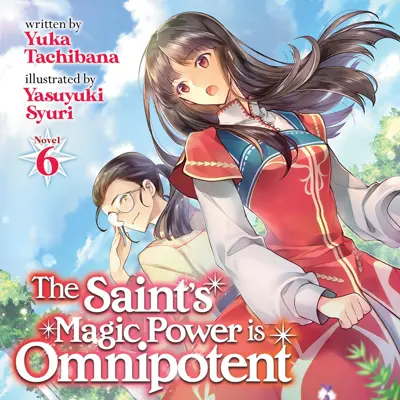 written by
Yuka
Tachibana
illustrated by
Yasuyuki
Syuri
Novel
6
The Saint's
Magic Power is
Omnipotent